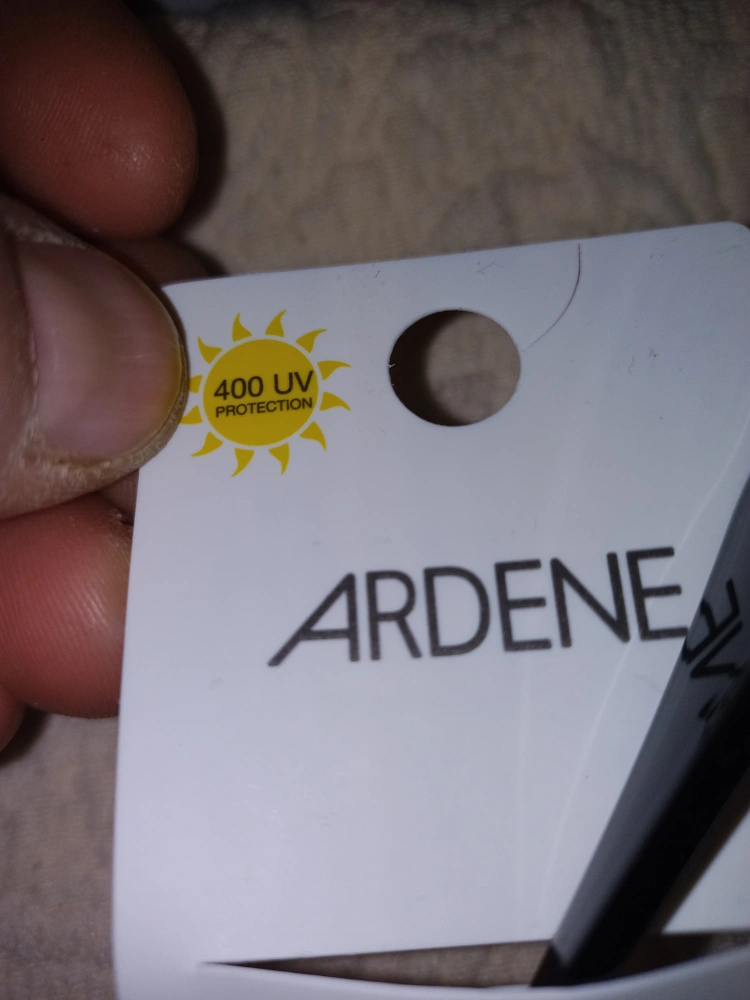 400 UV
PROTECTION
ARDENE